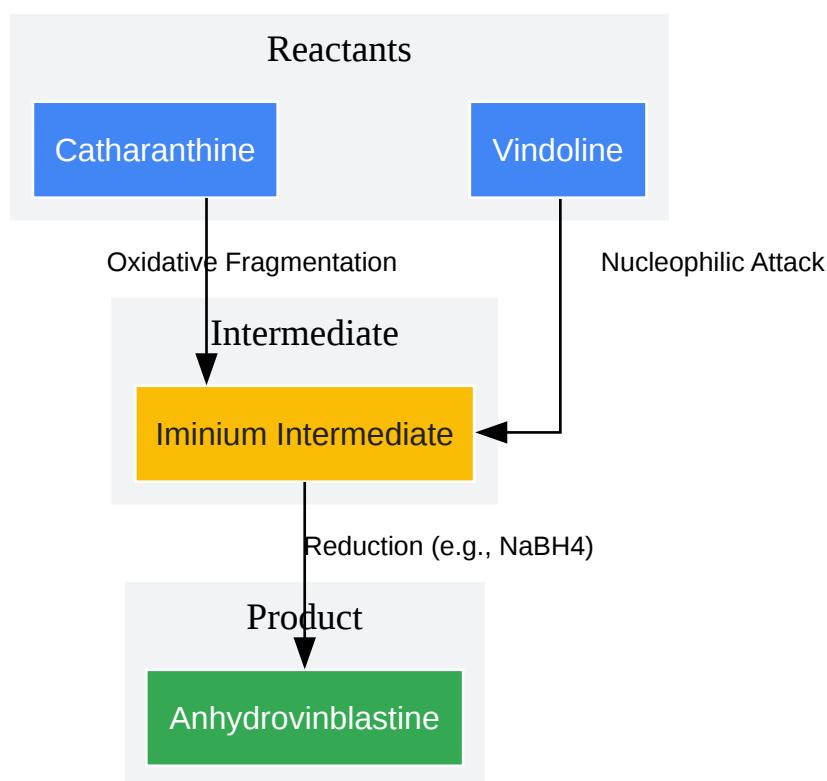 Reactants
Catharanthine
Vindoline
Oxidative Fragmentation
Nucleophilic Attack
Intermediate
Iminium Intermediate
Reduction (e.g., NaBH4)
Product
Anhydrovinblastine